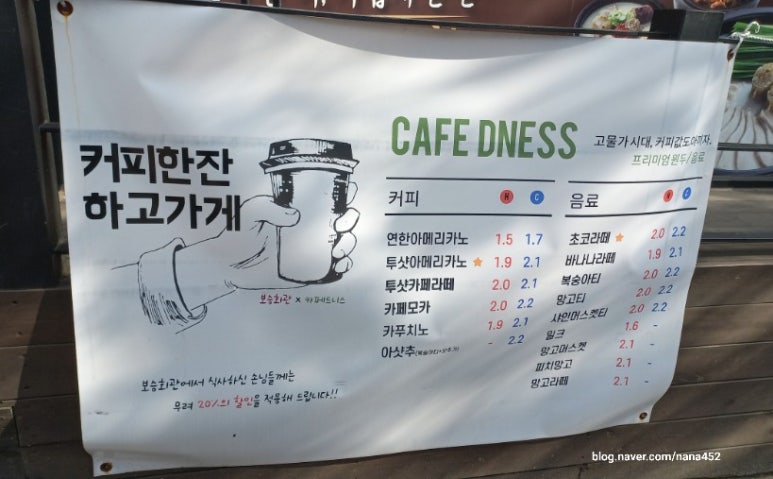 커피한잔
하고가게
보승회관 × 카페드니스
보승회관에서 식사하신 손님들께는
무려 20%의 할인을 적용해 드립니다!!
CAFE DNESS
고물가시대, 커피값도아끼자.
프리미엄원두/음료
커피 H C
연한아메리카노 1.5 1.7
투샷아메리카노 ★ 1.9 2.1
투샷카페라떼 2.0 2.1
카페모카 2.0 2.2
카푸치노 1.9 2.1
아샷추 - 2.2
음료 H C
초코라떼 ★ 2.0 2.2
바나나라떼 1.9 2.1
복숭아티 2.0 2.2
망고티 2.0 2.2
샤인머스켓티 2.0 2.2
밀크 1.6 -
망고머스켓 2.1 -
피치망고 2.1 -
망고라떼 2.1 -
blog.naver.com/nana452